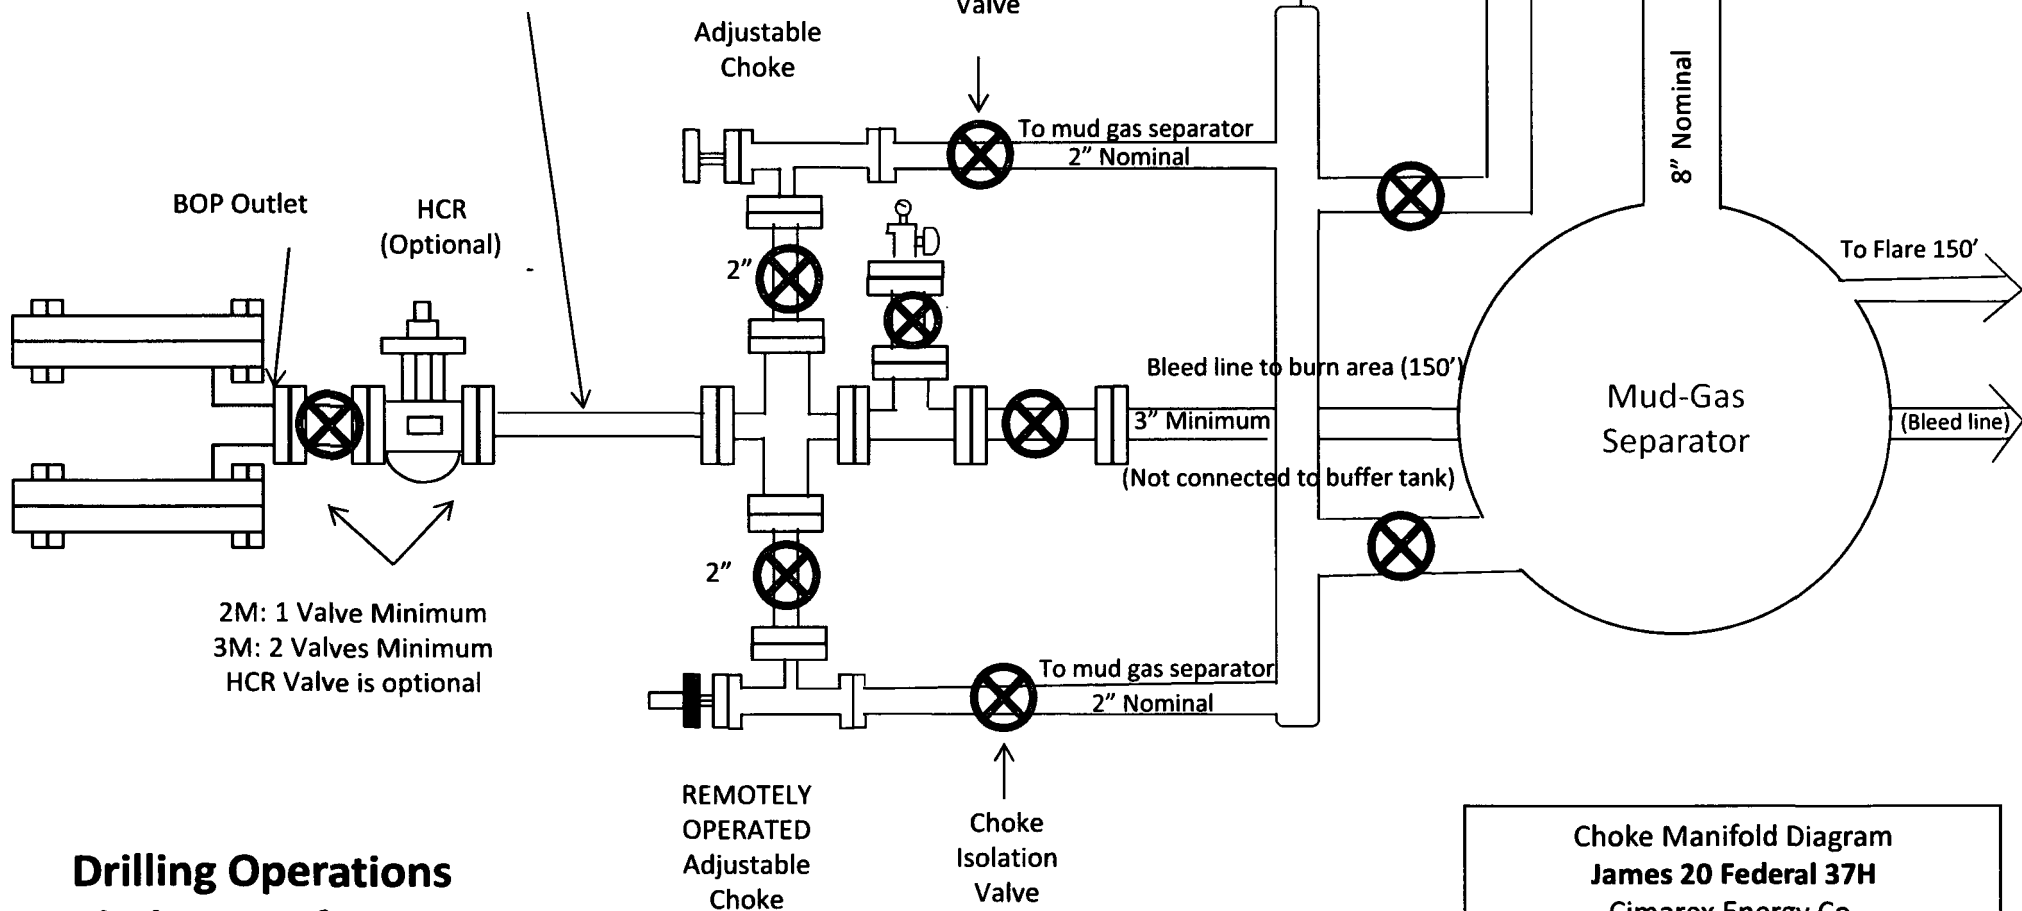 Valve
Adjustable
Choke
To mud gas separator
2” Nominal
8” Nominal
BOP Outlet
HCR
(Optional)
2”
To Flare 150’
Bleed line to burn area (150’)
3” Minimum
(Not connected to buffer tank)
Mud-Gas
Separator
(Bleed line)
2”
2M: 1 Valve Minimum
3M: 2 Valves Minimum
HCR Valve is optional
To mud gas separator
2” Nominal
REMOTELY
OPERATED
Adjustable
Choke
Choke
Isolation
Valve
Drilling Operations
Choke Manifold Diagram
James 20 Federal 37H
Cimarex Energy Co.